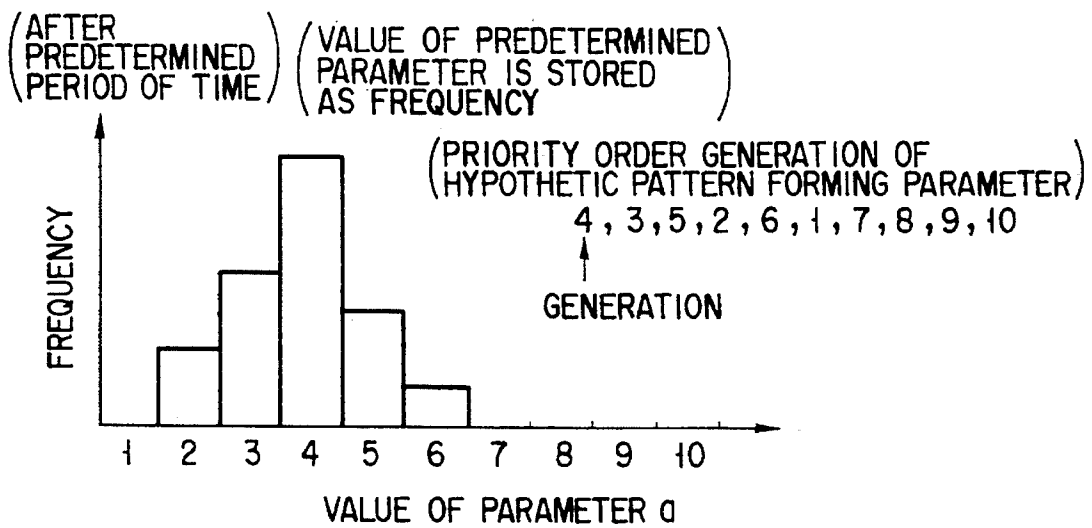 (AFTER
PREDETERMINED
PERIOD OF TIME)
(VALUE OF PREDETERMINED
PARAMETER IS STORED
AS FREQUENCY)
(PRIORITY ORDER GENERATION OF
HYPOTHETIC PATTERN FORMING PARAMETER)
4, 3, 5, 2, 6, 1, 7, 8, 9, 10
GENERATION
FREQUENCY
1 2 3 4 5 6 7 8 9 10
VALUE OF PARAMETER a